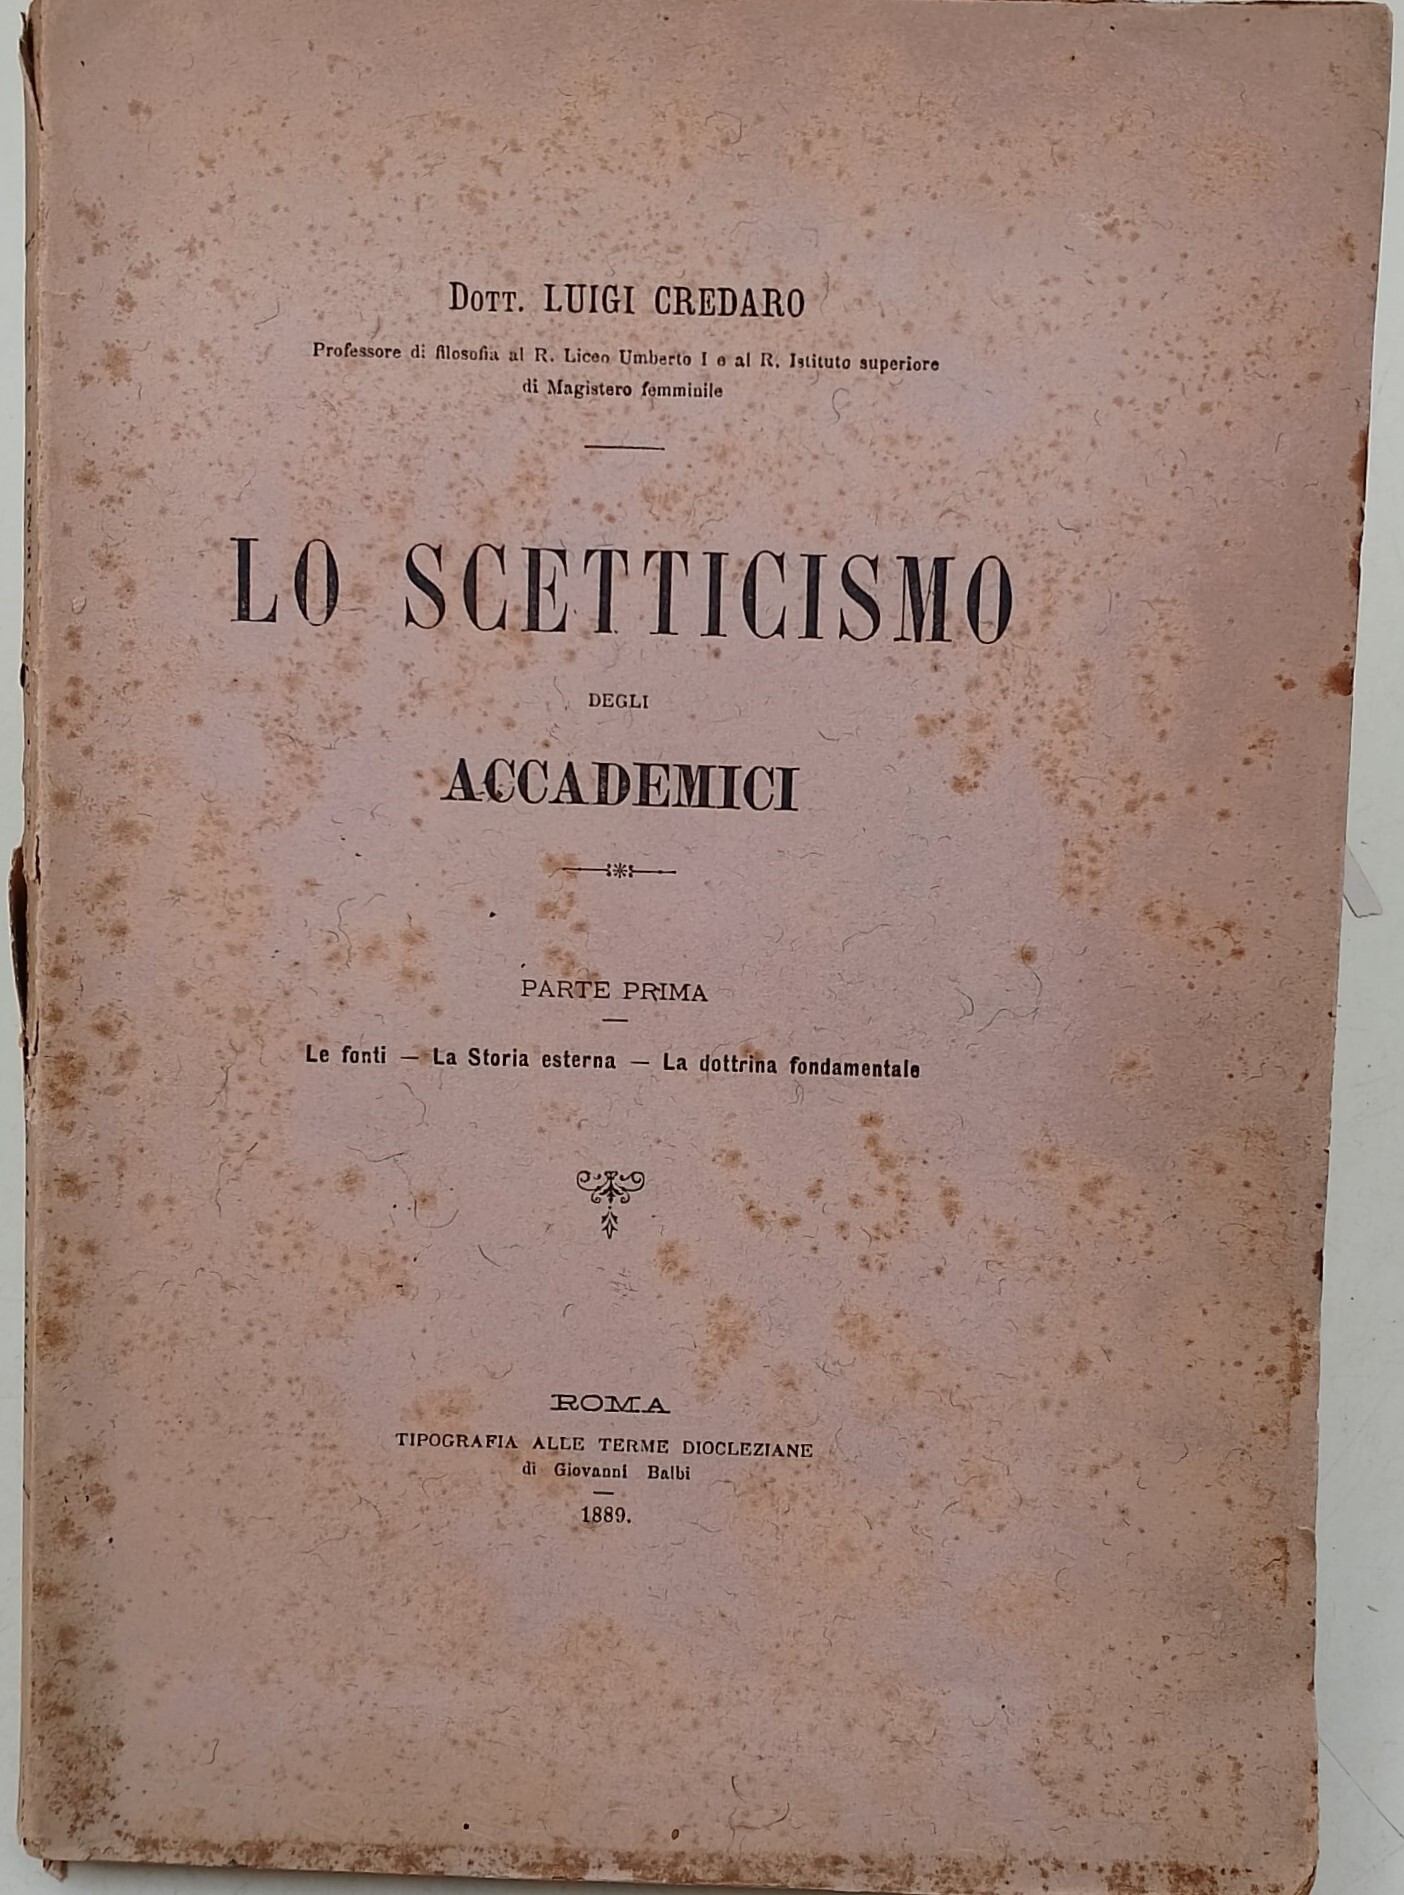 Dott. LUIGI CREDARO
Professore di filosofia al R. Liceo Umberto I e al R. Istituto superiore
di Magistero femminile
LO SCETTICISMO
DEGLI
ACCADEMICI
PARTE PRIMA
Le fonti — La Storia esterna — La dottrina fondamentale
ROMA
TIPOGRAFIA ALLE TERME DIOCLEZIANE
di Giovanni Balbi
1889.